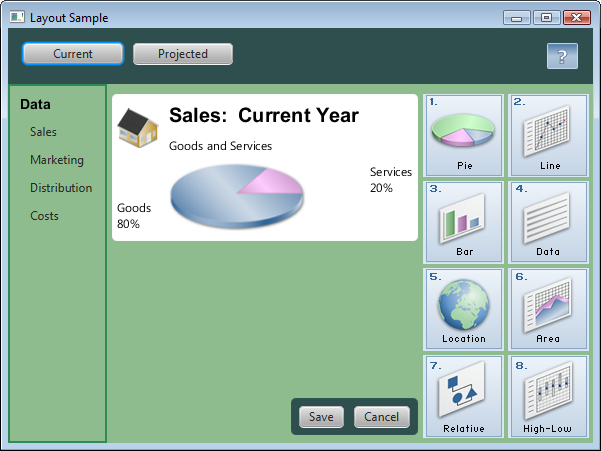 Layout Sample
Current
Projected
?
Data
Sales
Marketing
Distribution
Costs
Sales: Current Year
Goods and Services
Services
20%
Goods
80%
Save
Cancel
1.
Pie
2.
Line
3.
Bar
4.
Data
5.
Location
6.
Area
7.
Relative
8.
High-Low